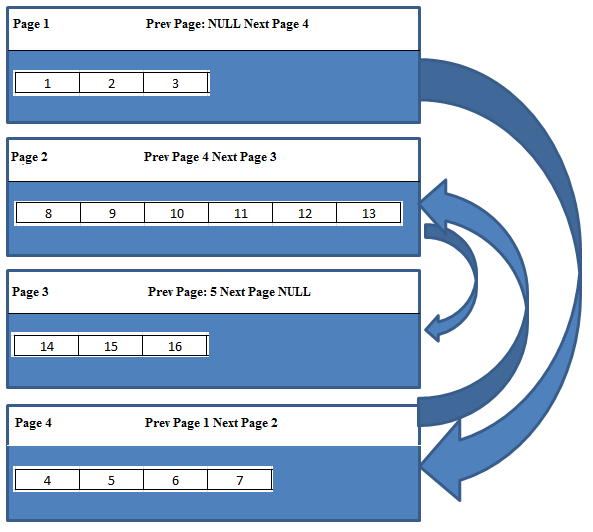 Page 1 Prev Page: NULL Next Page 4
1 2 3
Page 2 Prev Page 4 Next Page 3
8 9 10 11 12 13
Page 3 Prev Page: 5 Next Page NULL
14 15 16
Page 4 Prev Page 1 Next Page 2
4 5 6 7